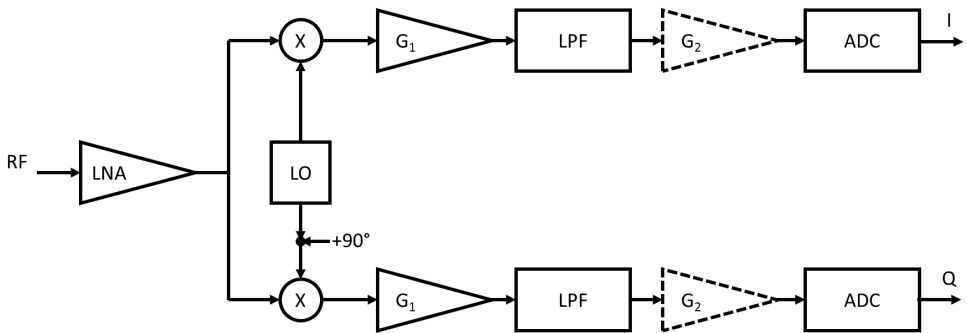 I
X
G₁
LPF
G₂
ADC
RF
LNA
LO
+90°
Q
X
G₁
LPF
G₂
ADC